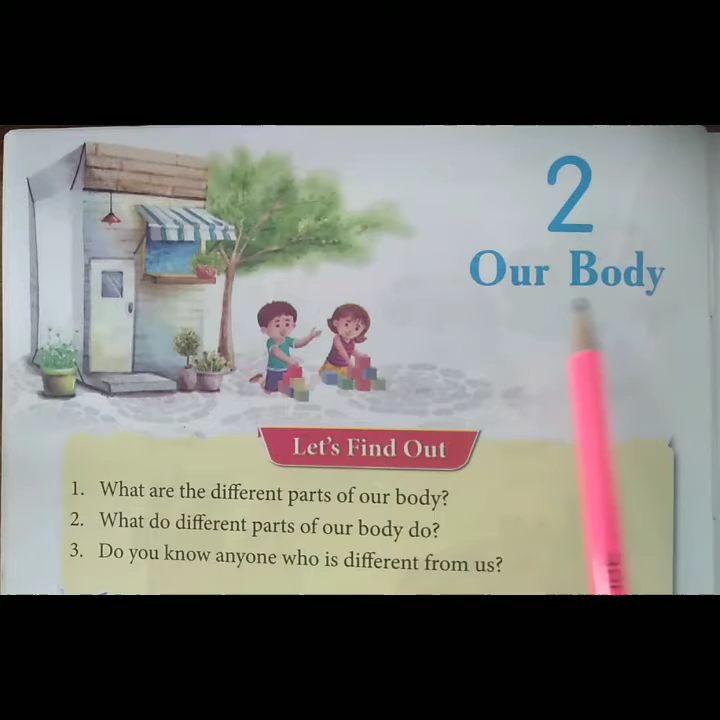 2
Our Body
Let's Find Out
1. What are the different parts of our body?
2. What do different parts of our body do?
3. Do you know anyone who is different from us?